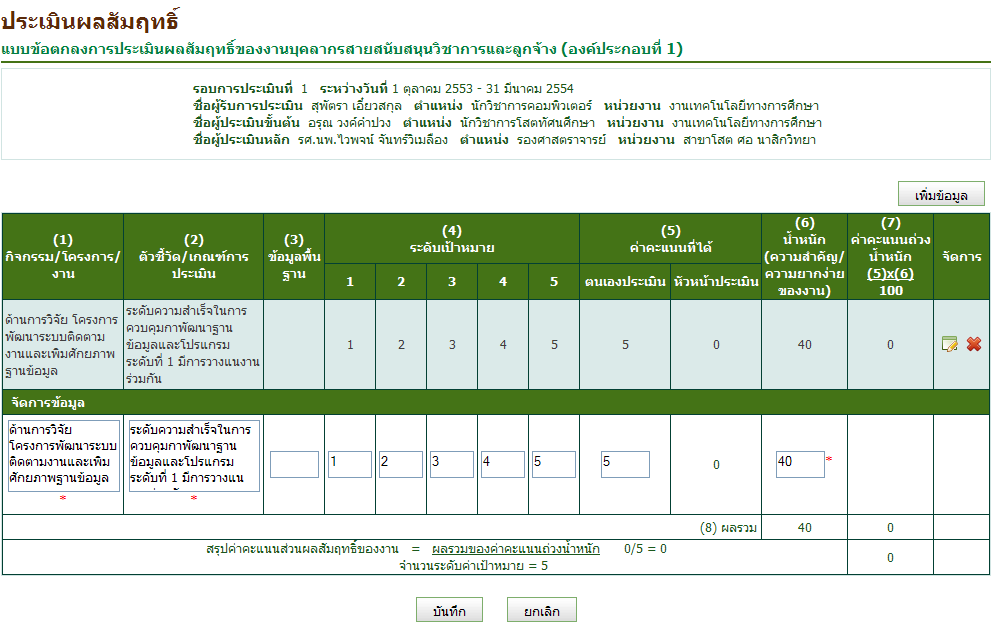 ประเมินผลสัมฤทธิ์
แบบข้อตกลงการประเมินผลสัมฤทธิ์ของงานบุคลากรสายสนับสนุนวิชาการและลูกจ้าง (องค์ประกอบที่ 1)
รอบการประเมินที่ 1 ระหว่างวันที่ 1 ตุลาคม 2553 - 31 มีนาคม 2554
ชื่อผู้รับการประเมิน สุพัตรา เอี่ยวสกุล ตำแหน่ง นักวิชาการคอมพิวเตอร์ หน่วยงาน งานเทคโนโลยีทางการศึกษา
ชื่อผู้ประเมินขั้นต้น อรุณ วงค์คำปวง ตำแหน่ง นักวิชาการโสตทัศนศึกษา หน่วยงาน งานเทคโนโลยีทางการศึกษา
ชื่อผู้ประเมินหลัก รศ.นพ.ไวพจน์ จันทร์วิเมลือง ตำแหน่ง รองศาสตราจารย์ หน่วยงาน สาขาโสต ศอ นาสิกวิทยา
เพิ่มข้อมูล
(1)
กิจกรรม/โครงการ/
งาน
(2)
ตัวชี้วัด/เกณฑ์การ
ประเมิน
(3)
ข้อมูลพื้น
ฐาน
(4)
ระดับเป้าหมาย
1 2 3 4 5
(5)
ค่าคะแนนที่ได้
ตนเองประเมิน หัวหน้าประเมิน
(6)
น้ำหนัก
(ความสำคัญ/
ความยากง่าย
ของงาน)
(7)
ค่าคะแนนถ่วง
น้ำหนัก
(5)x(6)
100
จัดการ
ด้านการวิจัย โครงการ
พัฒนาระบบติดตาม
งานและเพิ่มศักยภาพ
ฐานข้อมูล
ระดับความสำเร็จในการ
ควบคุมกาพัฒนาฐาน
ข้อมูลและโปรแกรม
ระดับที่ 1 มีการวางแนงาน
ร่วมกัน
1 2 3 4 5 5 0 40 0
จัดการข้อมูล
ด้านการวิจัย
โครงการพัฒนาระบบ
ติดตามงานและเพิ่ม
ศักยภาพฐานข้อมูล
*
ระดับความสำเร็จในการ
ควบคุมกาพัฒนาฐาน
ข้อมูลและโปรแกรม
ระดับที่ 1 มีการวางแน
*
1 2 3 4 5 5 0 40 *
(8) ผลรวม 40 0
สรุปค่าคะแนนส่วนผลสัมฤทธิ์ของงาน = ผลรวมของค่าคะแนนถ่วงน้ำหนัก 0/5 = 0
จำนวนระดับค่าเป้าหมาย = 5
0
บันทึก ยกเลิก